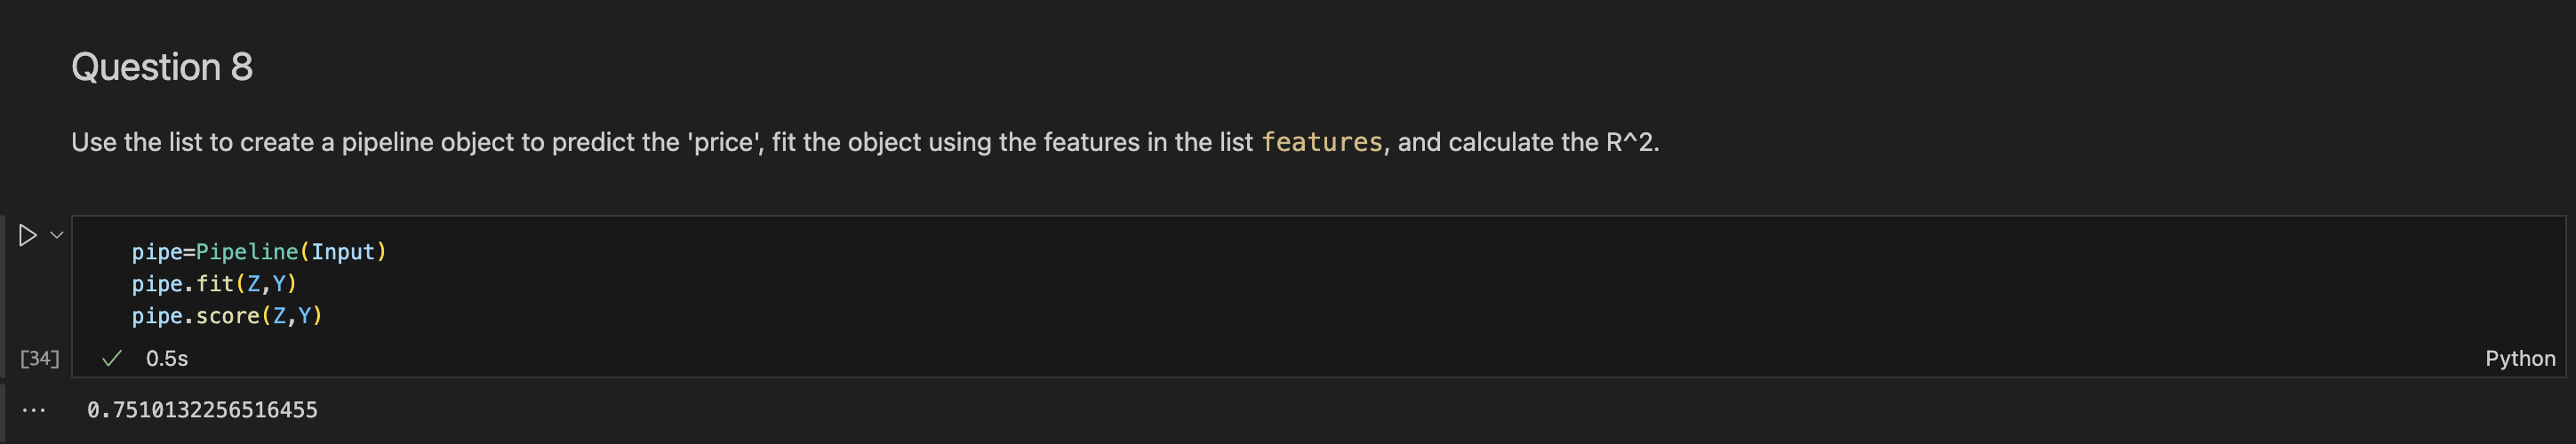 Question 8
Use the list to create a pipeline object to predict the 'price', fit the object using the features in the list features, and calculate the R^2.
pipe=Pipeline(Input)
pipe.fit(Z,Y)
pipe.score(Z,Y)
[34] 0.5s Python
... 0.7510132256516455